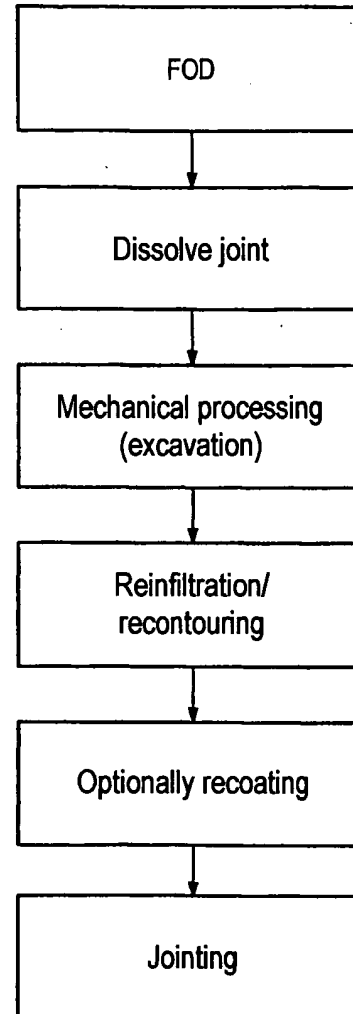 FOD
Dissolve joint
Mechanical processing
(excavation)
Reinfiltration/
recontouring
Optionally recoating
Jointing